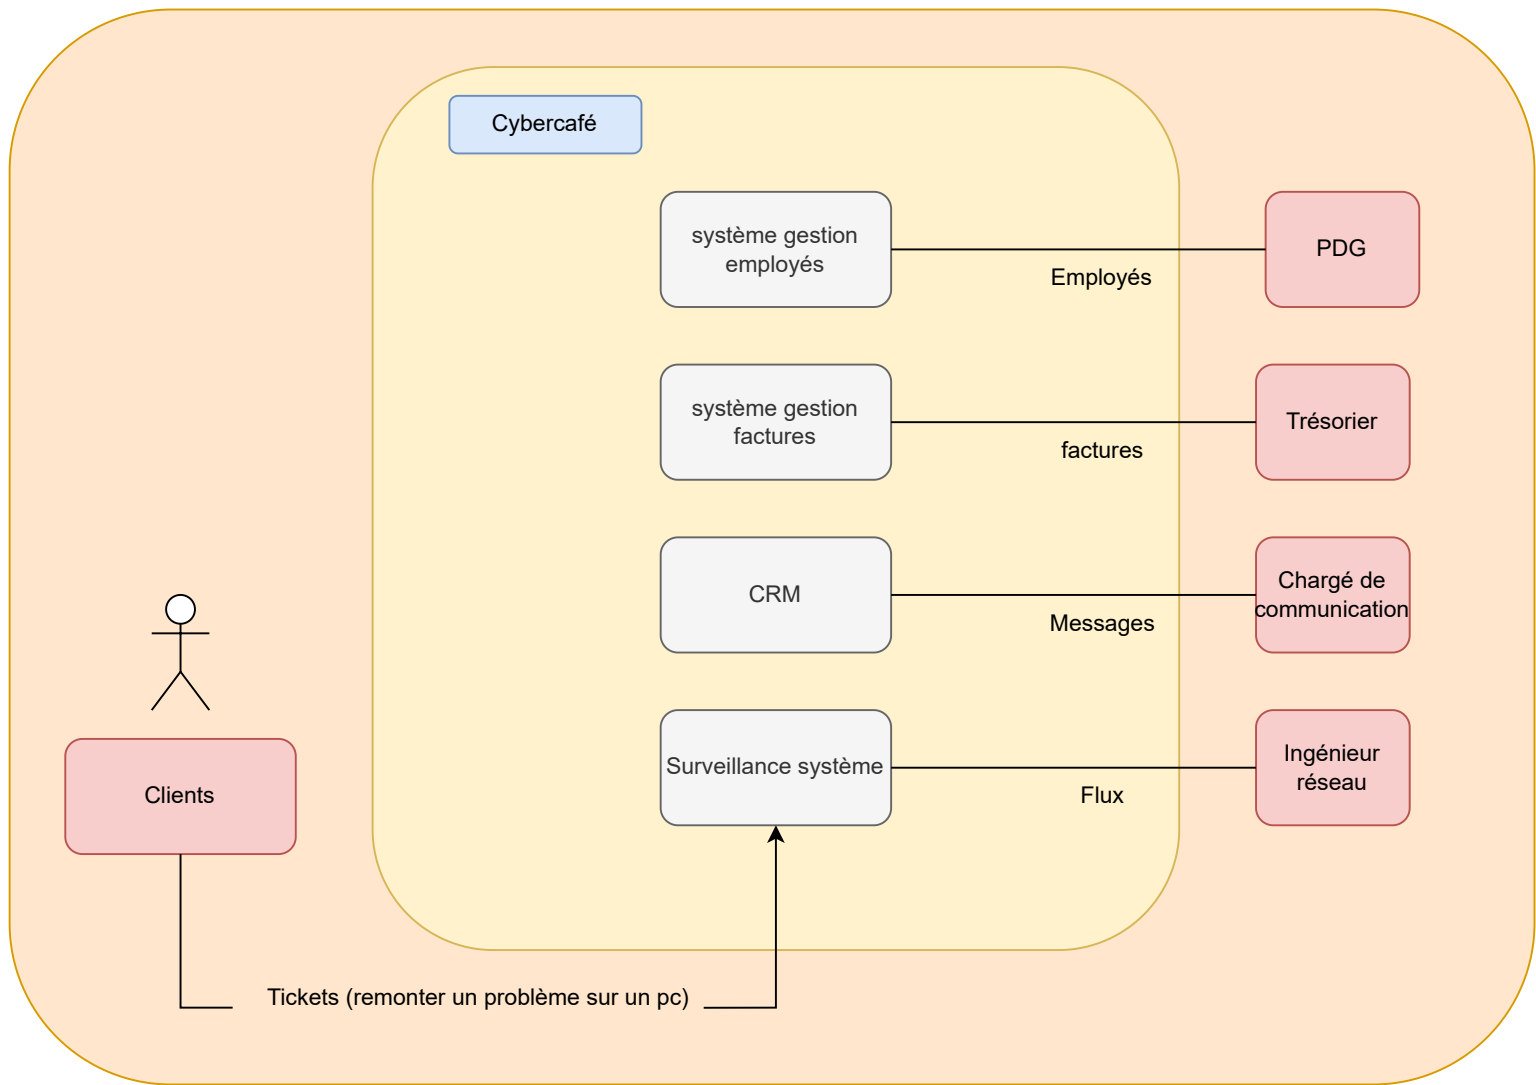 Cybercafé
système gestion
employés
Employés
PDG
système gestion
factures
factures
Trésorier
CRM
Messages
Chargé de
communication
Surveillance système
Flux
Ingénieur
réseau
Clients
Tickets (remonter un problème sur un pc)